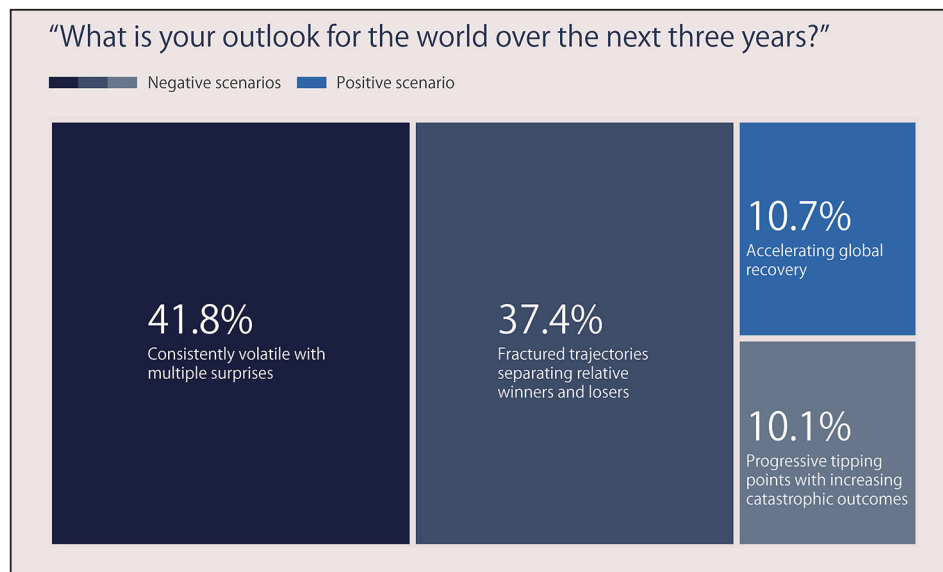 “What is your outlook for the world over the next three years?”
Negative scenarios
Positive scenario
41.8%
Consistently volatile with
multiple surprises
37.4%
Fractured trajectories
separating relative
winners and losers
10.7%
Accelerating global
recovery
10.1%
Progressive tipping
points with increasing
catastrophic outcomes